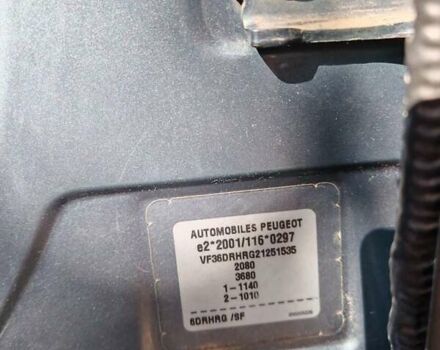 AUTOMOBILES PEUGEOT
e2*2001/116*0297
VF36DRHRG21251535
2080
3680
1-1140
2-1010
6DRHRG /SF